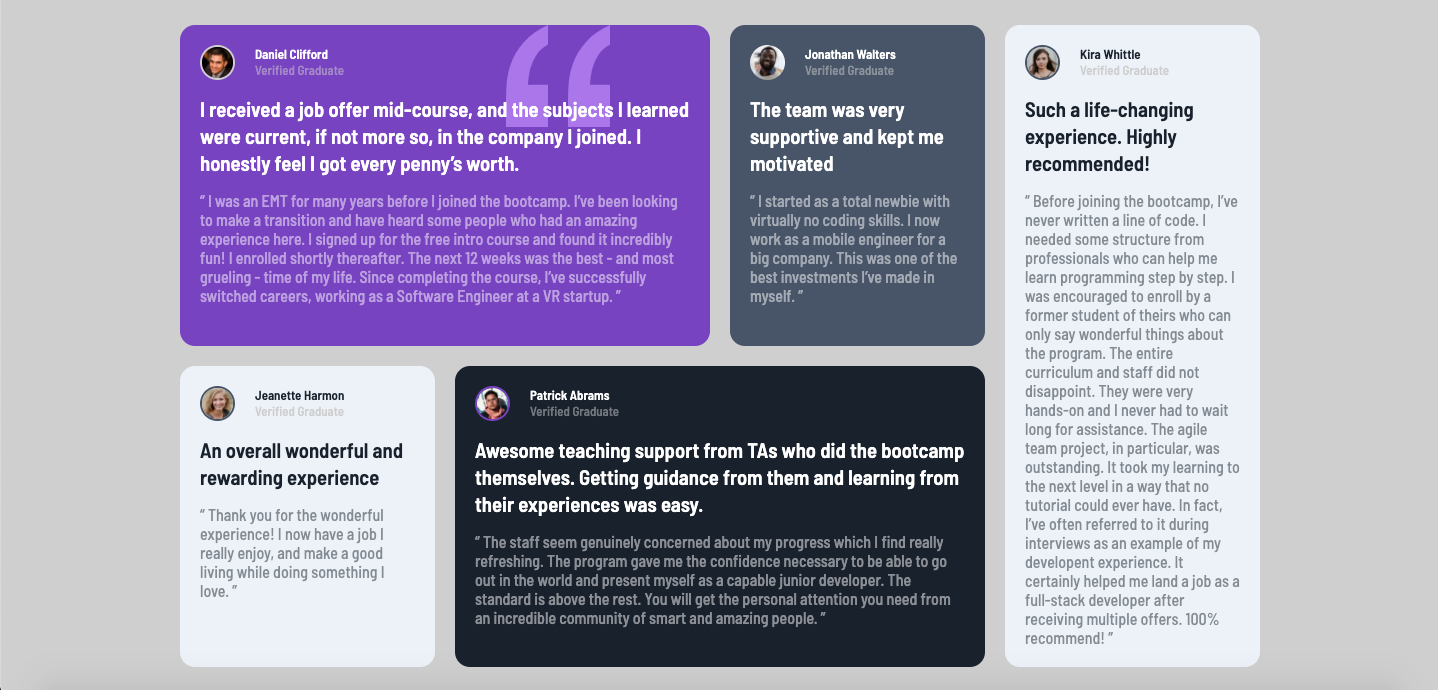 Daniel Clifford
Verified Graduate
I received a job offer mid-course, and the subjects I learned
were current, if not more so, in the company I joined. I
honestly feel I got every penny’s worth.
“ I was an EMT for many years before I joined the bootcamp. I’ve been looking
to make a transition and have heard some people who had an amazing
experience here. I signed up for the free intro course and found it incredibly
fun! I enrolled shortly thereafter. The next 12 weeks was the best - and most
grueling - time of my life. Since completing the course, I’ve successfully
switched careers, working as a Software Engineer at a VR startup. ”
Jonathan Walters
Verified Graduate
The team was very
supportive and kept me
motivated
“ I started as a total newbie with
virtually no coding skills. I now
work as a mobile engineer for a
big company. This was one of the
best investments I’ve made in
myself. ”
Kira Whittle
Verified Graduate
Such a life-changing
experience. Highly
recommended!
“ Before joining the bootcamp, I’ve
never written a line of code. I
needed some structure from
professionals who can help me
learn programming step by step. I
was encouraged to enroll by a
former student of theirs who can
only say wonderful things about
the program. The entire
curriculum and staff did not
disappoint. They were very
hands-on and I never had to wait
long for assistance. The agile
team project, in particular, was
outstanding. It took my learning to
the next level in a way that no
tutorial could ever have. In fact,
I’ve often referred to it during
interviews as an example of my
developent experience. It
certainly helped me land a job as a
full-stack developer after
receiving multiple offers. 100%
recommend! ”
Jeanette Harmon
Verified Graduate
An overall wonderful and
rewarding experience
“ Thank you for the wonderful
experience! I now have a job I
really enjoy, and make a good
living while doing something I
love. ”
Patrick Abrams
Verified Graduate
Awesome teaching support from TAs who did the bootcamp
themselves. Getting guidance from them and learning from
their experiences was easy.
“ The staff seem genuinely concerned about my progress which I find really
refreshing. The program gave me the confidence necessary to be able to go
out in the world and present myself as a capable junior developer. The
standard is above the rest. You will get the personal attention you need from
an incredible community of smart and amazing people. ”